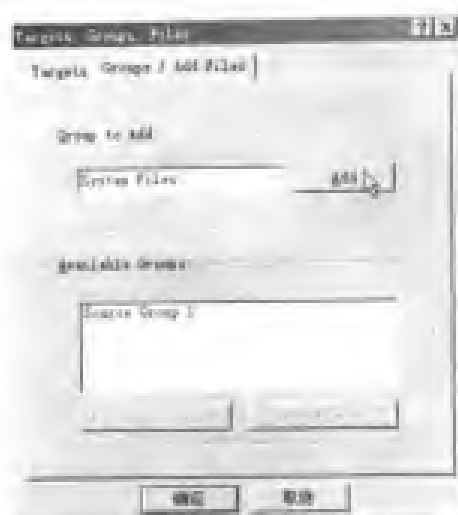 Targets, Groups, Files
Targets Groups / Add Files
Group to Add
System Files Add
Available Groups
Source Group 1
确定 取消